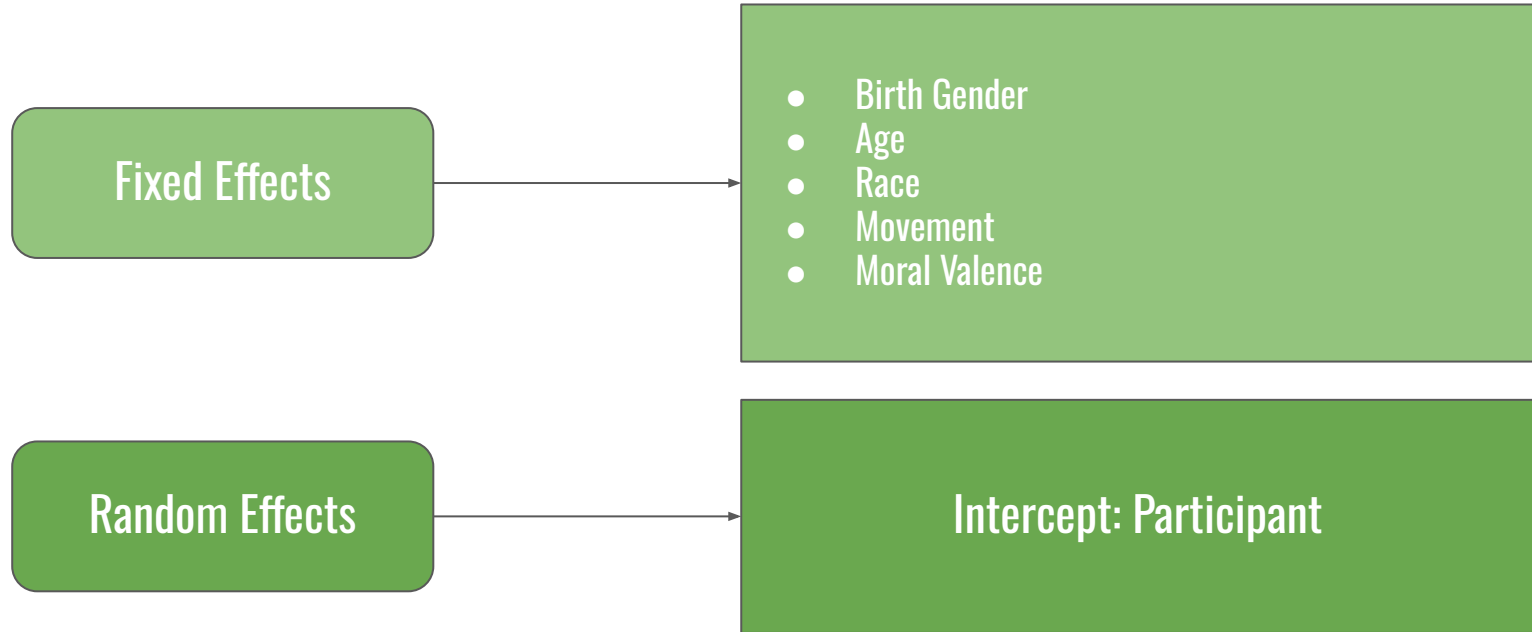 Fixed Effects
● Birth Gender
● Age
● Race
● Movement
● Moral Valence
Random Effects
Intercept: Participant